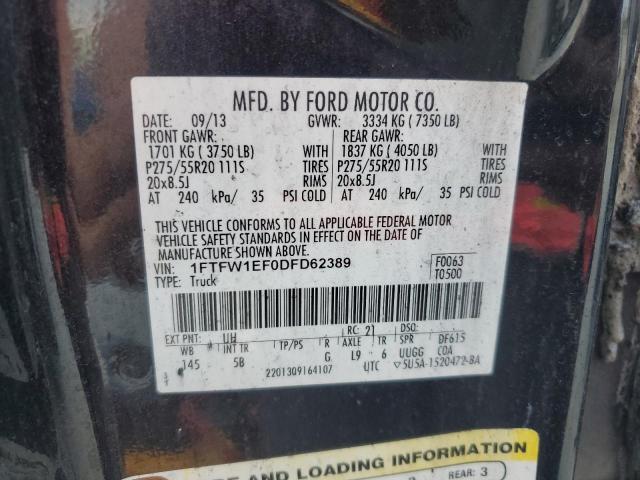 MFD. BY FORD MOTOR CO.
DATE: 09/13 GVWR: 3334 KG ( 7350 LB)
FRONT GAWR: REAR GAWR:
1701 KG ( 3750 LB) WITH 1837 KG ( 4050 LB) WITH
P275/55R20 111S TIRES P275/55R20 111S TIRES
20x8.5J RIMS 20x8.5J RIMS
AT 240 kPa/ 35 PSI COLD AT 240 kPa/ 35 PSI COLD
THIS VEHICLE CONFORMS TO ALL APPLICABLE FEDERAL MOTOR
VEHICLE SAFETY STANDARDS IN EFFECT ON THE DATE OF
MANUFACTURE SHOWN ABOVE.
VIN: 1FTFW1EF0DFD62389 F0063
TYPE: Truck T0500
EXT PNT: UH RC: 21 DSO:
WB INT TR TP/PS R AXLE TR SPR DF615
145 5B G L9 6 UUGG COA
2201309164107 UTC ▽5U5A-1520472-BA
AND LOADING INFORMATION
REAR: 3